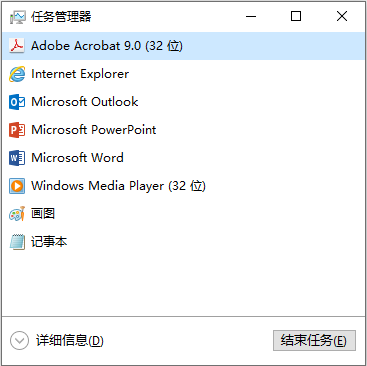 任务管理器
Adobe Acrobat 9.0 (32 位)
Internet Explorer
Microsoft Outlook
Microsoft PowerPoint
Microsoft Word
Windows Media Player (32 位)
画图
记事本
详细信息(D)
结束任务(E)